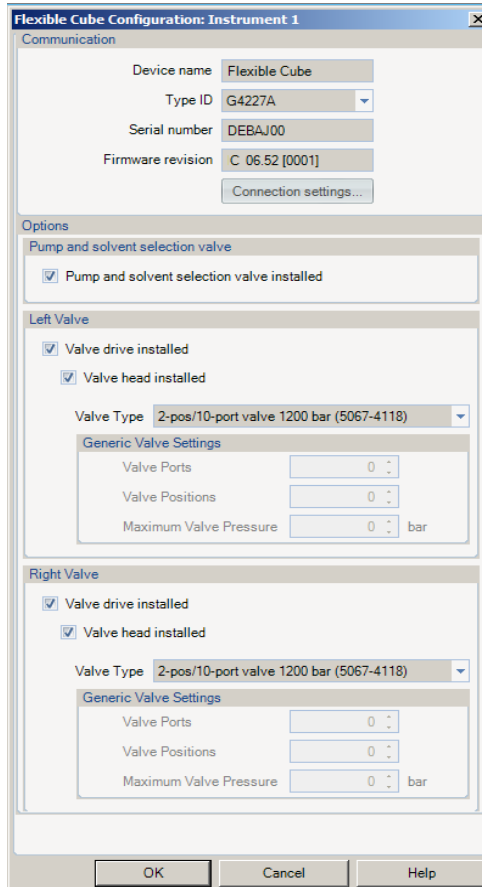 Flexible Cube Configuration: Instrument 1
Communication
Device name Flexible Cube
Type ID G4227A
Serial number DEBAJ00
Firmware revision C 06.52 [0001]
Connection settings...
Options
Pump and solvent selection valve
Pump and solvent selection valve installed
Left Valve
Valve drive installed
Valve head installed
Valve Type 2-pos/10-port valve 1200 bar (5067-4118)
Generic Valve Settings
Valve Ports 0
Valve Positions 0
Maximum Valve Pressure 0 bar
Right Valve
Valve drive installed
Valve head installed
Valve Type 2-pos/10-port valve 1200 bar (5067-4118)
Generic Valve Settings
Valve Ports 0
Valve Positions 0
Maximum Valve Pressure 0 bar
OK Cancel Help